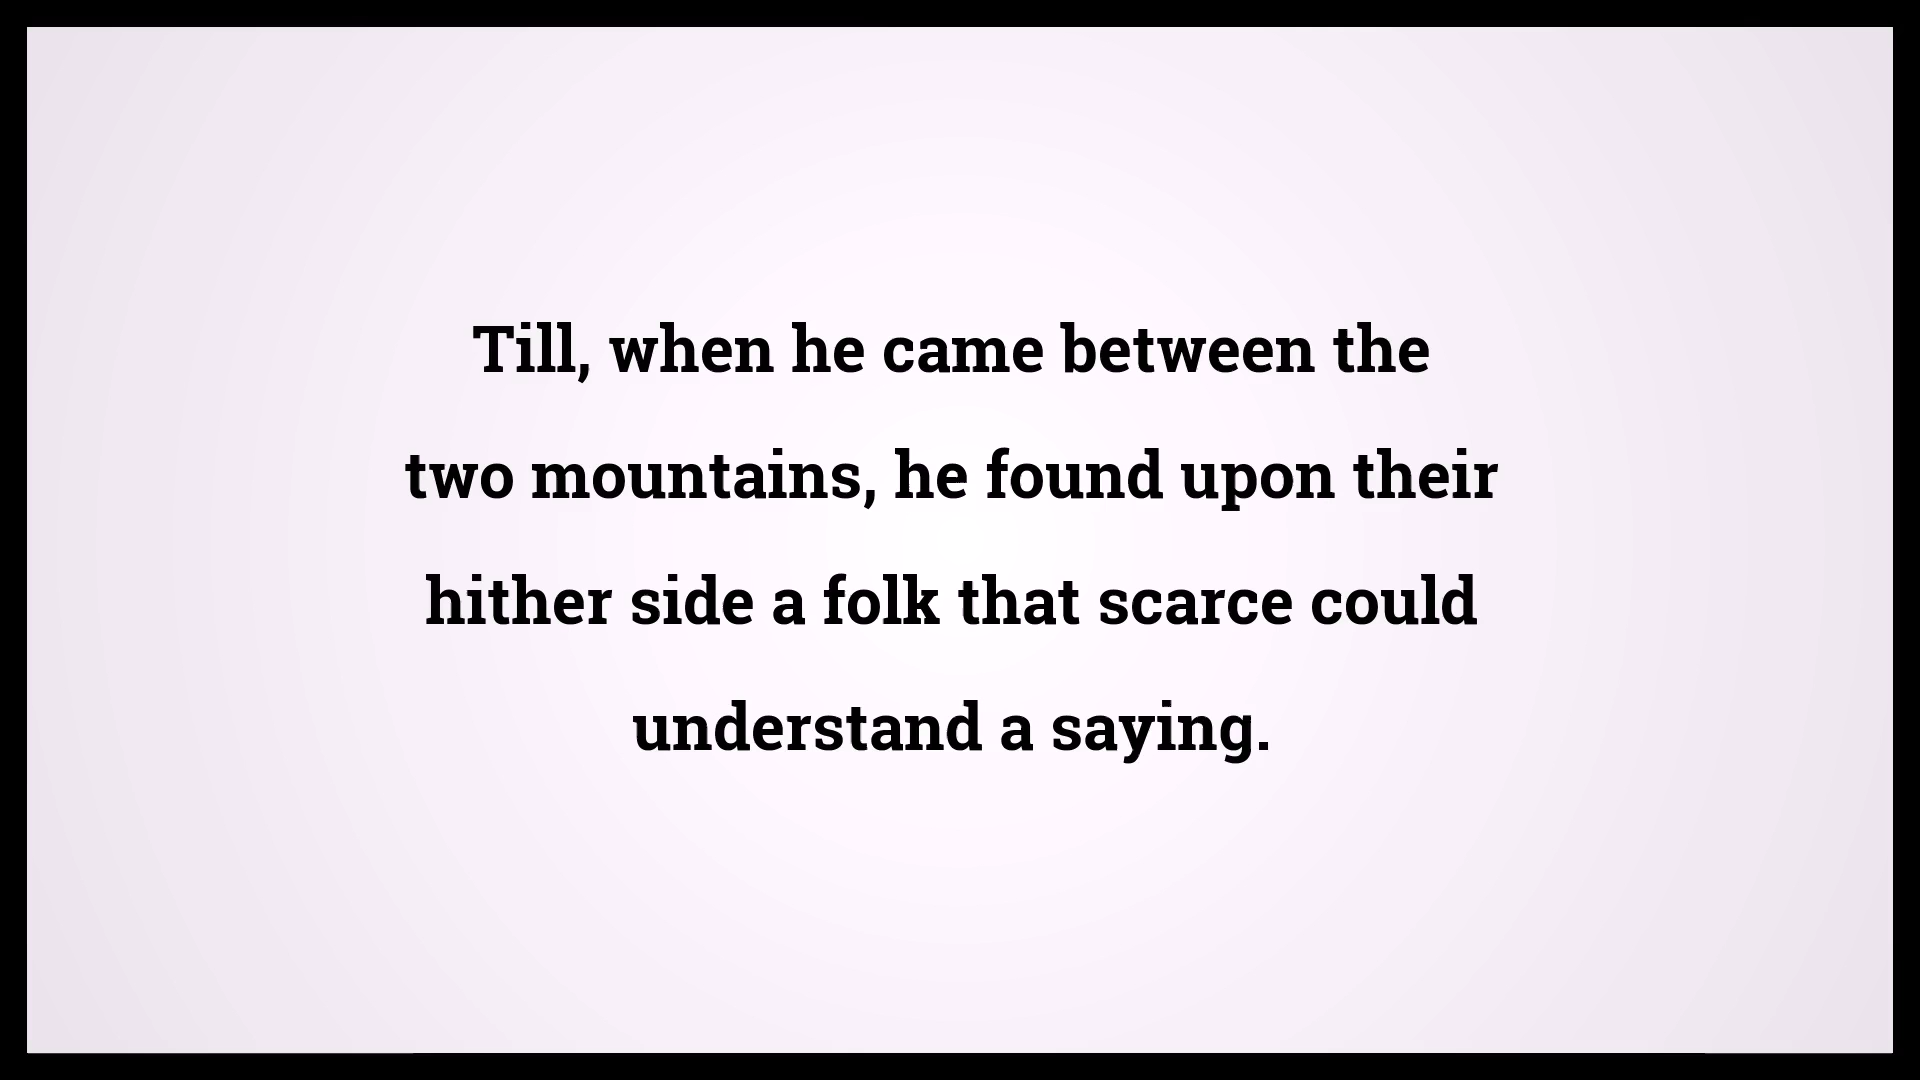 Till, when he came between the
two mountains, he found upon their
hither side a folk that scarce could
understand a saying.